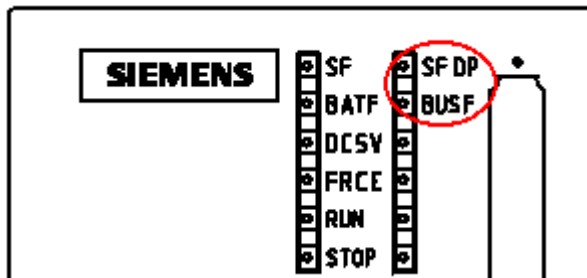 SIEMENS
SF
BATF
DC5V
FRCE
RUN
STOP
SF DP
BUSF